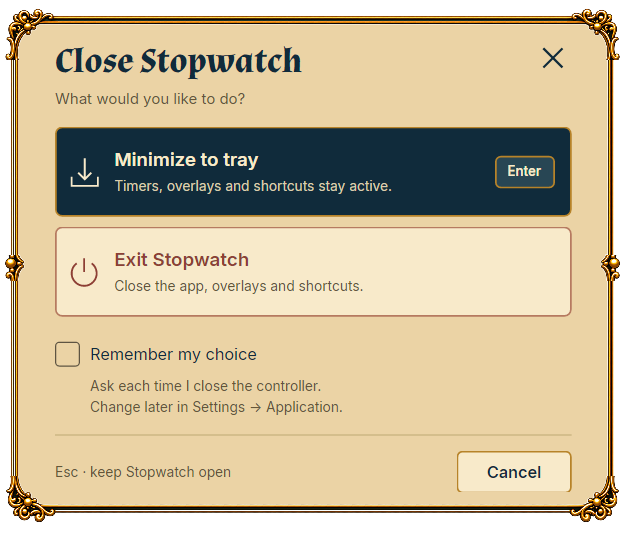 Close Stopwatch
What would you like to do?
Minimize to tray
Timers, overlays and shortcuts stay active.
Enter
Exit Stopwatch
Close the app, overlays and shortcuts.
Remember my choice
Ask each time I close the controller.
Change later in Settings → Application.
Esc · keep Stopwatch open
Cancel